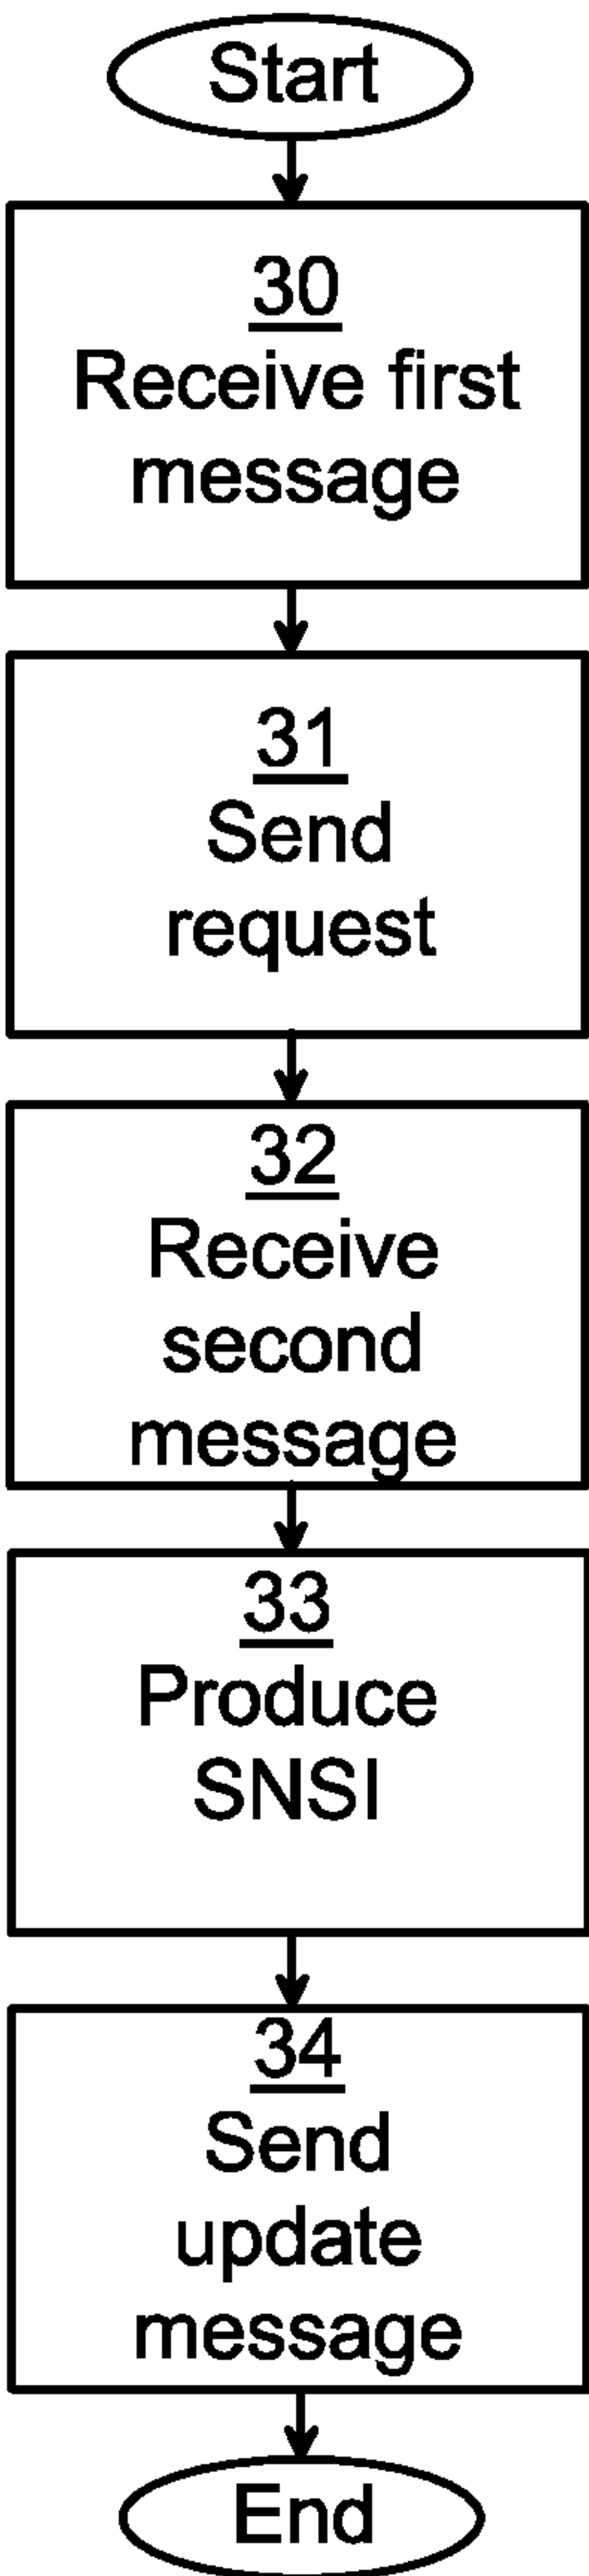 Start
30
Receive first
message
31
Send
request
32
Receive
second
message
33
Produce
SNSI
34
Send
update
message
End